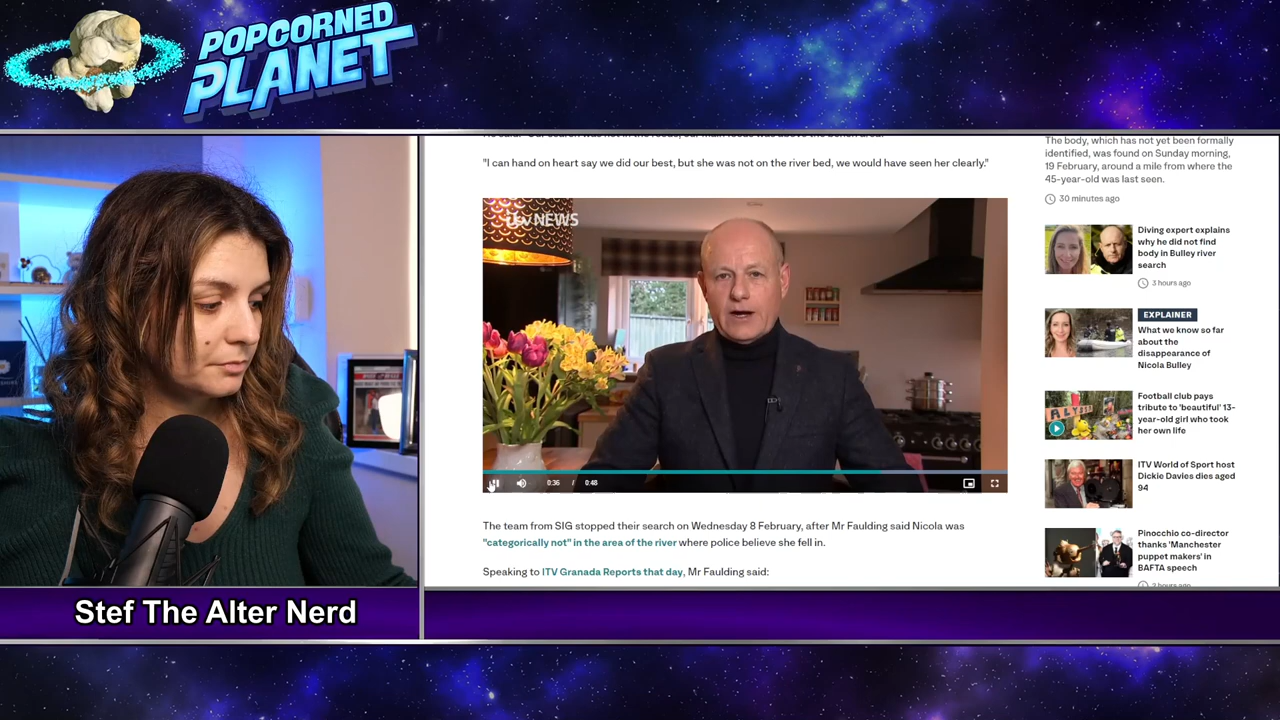 POPCORNED
PLANET
"I can hand on heart say we did our best, but she was not on the river bed, we would have seen her clearly."
itv NEWS
0:36 / 0:48
The team from SIG stopped their search on Wednesday 8 February, after Mr Faulding said Nicola was
"categorically not" in the area of the river where police believe she fell in.
Speaking to ITV Granada Reports that day, Mr Faulding said:
The body, which has not yet been formally
identified, was found on Sunday morning,
19 February, around a mile from where the
45-year-old was last seen.
30 minutes ago
Diving expert explains
why he did not find
body in Bulley river
search
3 hours ago
EXPLAINER
What we know so far
about the
disappearance of
Nicola Bulley
Football club pays
tribute to 'beautiful' 13-
year-old girl who took
her own life
ITV World of Sport host
Dickie Davies dies aged
94
Pinocchio co-director
thanks 'Manchester
puppet makers' in
BAFTA speech
Stef The Alter Nerd